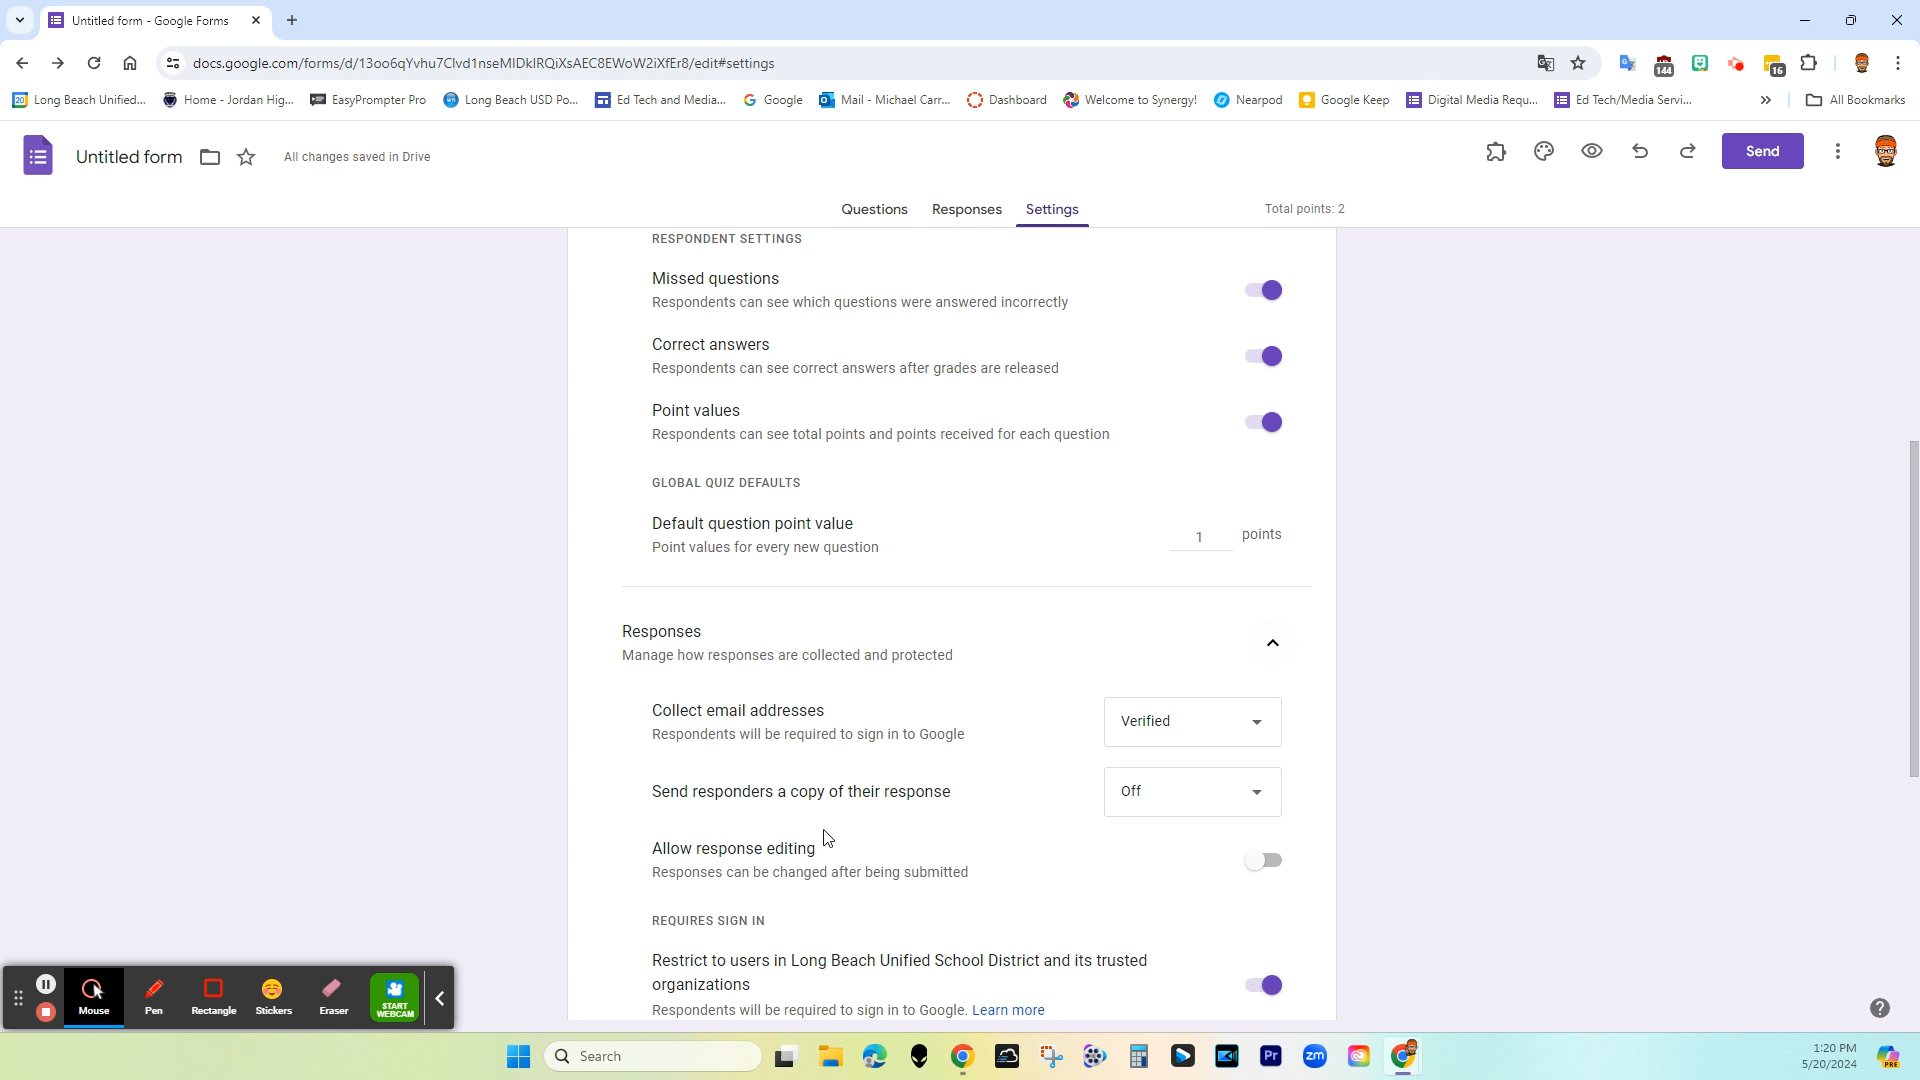 Untitled form - Google Forms
docs.google.com/forms/d/13oo6qYvhu7Clvd1nseMIDkIRQiXsAEC8EWoW2iXfEr8/edit#settings
144
16
20
Long Beach Unified...
Home - Jordan Hig...
EasyPrompter Pro
Long Beach USD Po...
Ed Tech and Media...
Google
Mail - Michael Carr...
Dashboard
Welcome to Synergy!
Nearpod
Google Keep
Digital Media Requ...
Ed Tech/Media Servi...
All Bookmarks
Untitled form
All changes saved in Drive
Send
Questions
Responses
Settings
Total points: 2
RESPONDENT SETTINGS
Missed questions
Respondents can see which questions were answered incorrectly
Correct answers
Respondents can see correct answers after grades are released
Point values
Respondents can see total points and points received for each question
GLOBAL QUIZ DEFAULTS
Default question point value
Point values for every new question
1
points
Responses
Manage how responses are collected and protected
Collect email addresses
Respondents will be required to sign in to Google
Verified
Send responders a copy of their response
Off
Allow response editing
Responses can be changed after being submitted
REQUIRES SIGN IN
Restrict to users in Long Beach Unified School District and its trusted
organizations
Respondents will be required to sign in to Google. Learn more
Mouse
Pen
Rectangle
Stickers
Eraser
START
WEBCAM
Search
Pr
zm
1:20 PM
5/20/2024
PRE